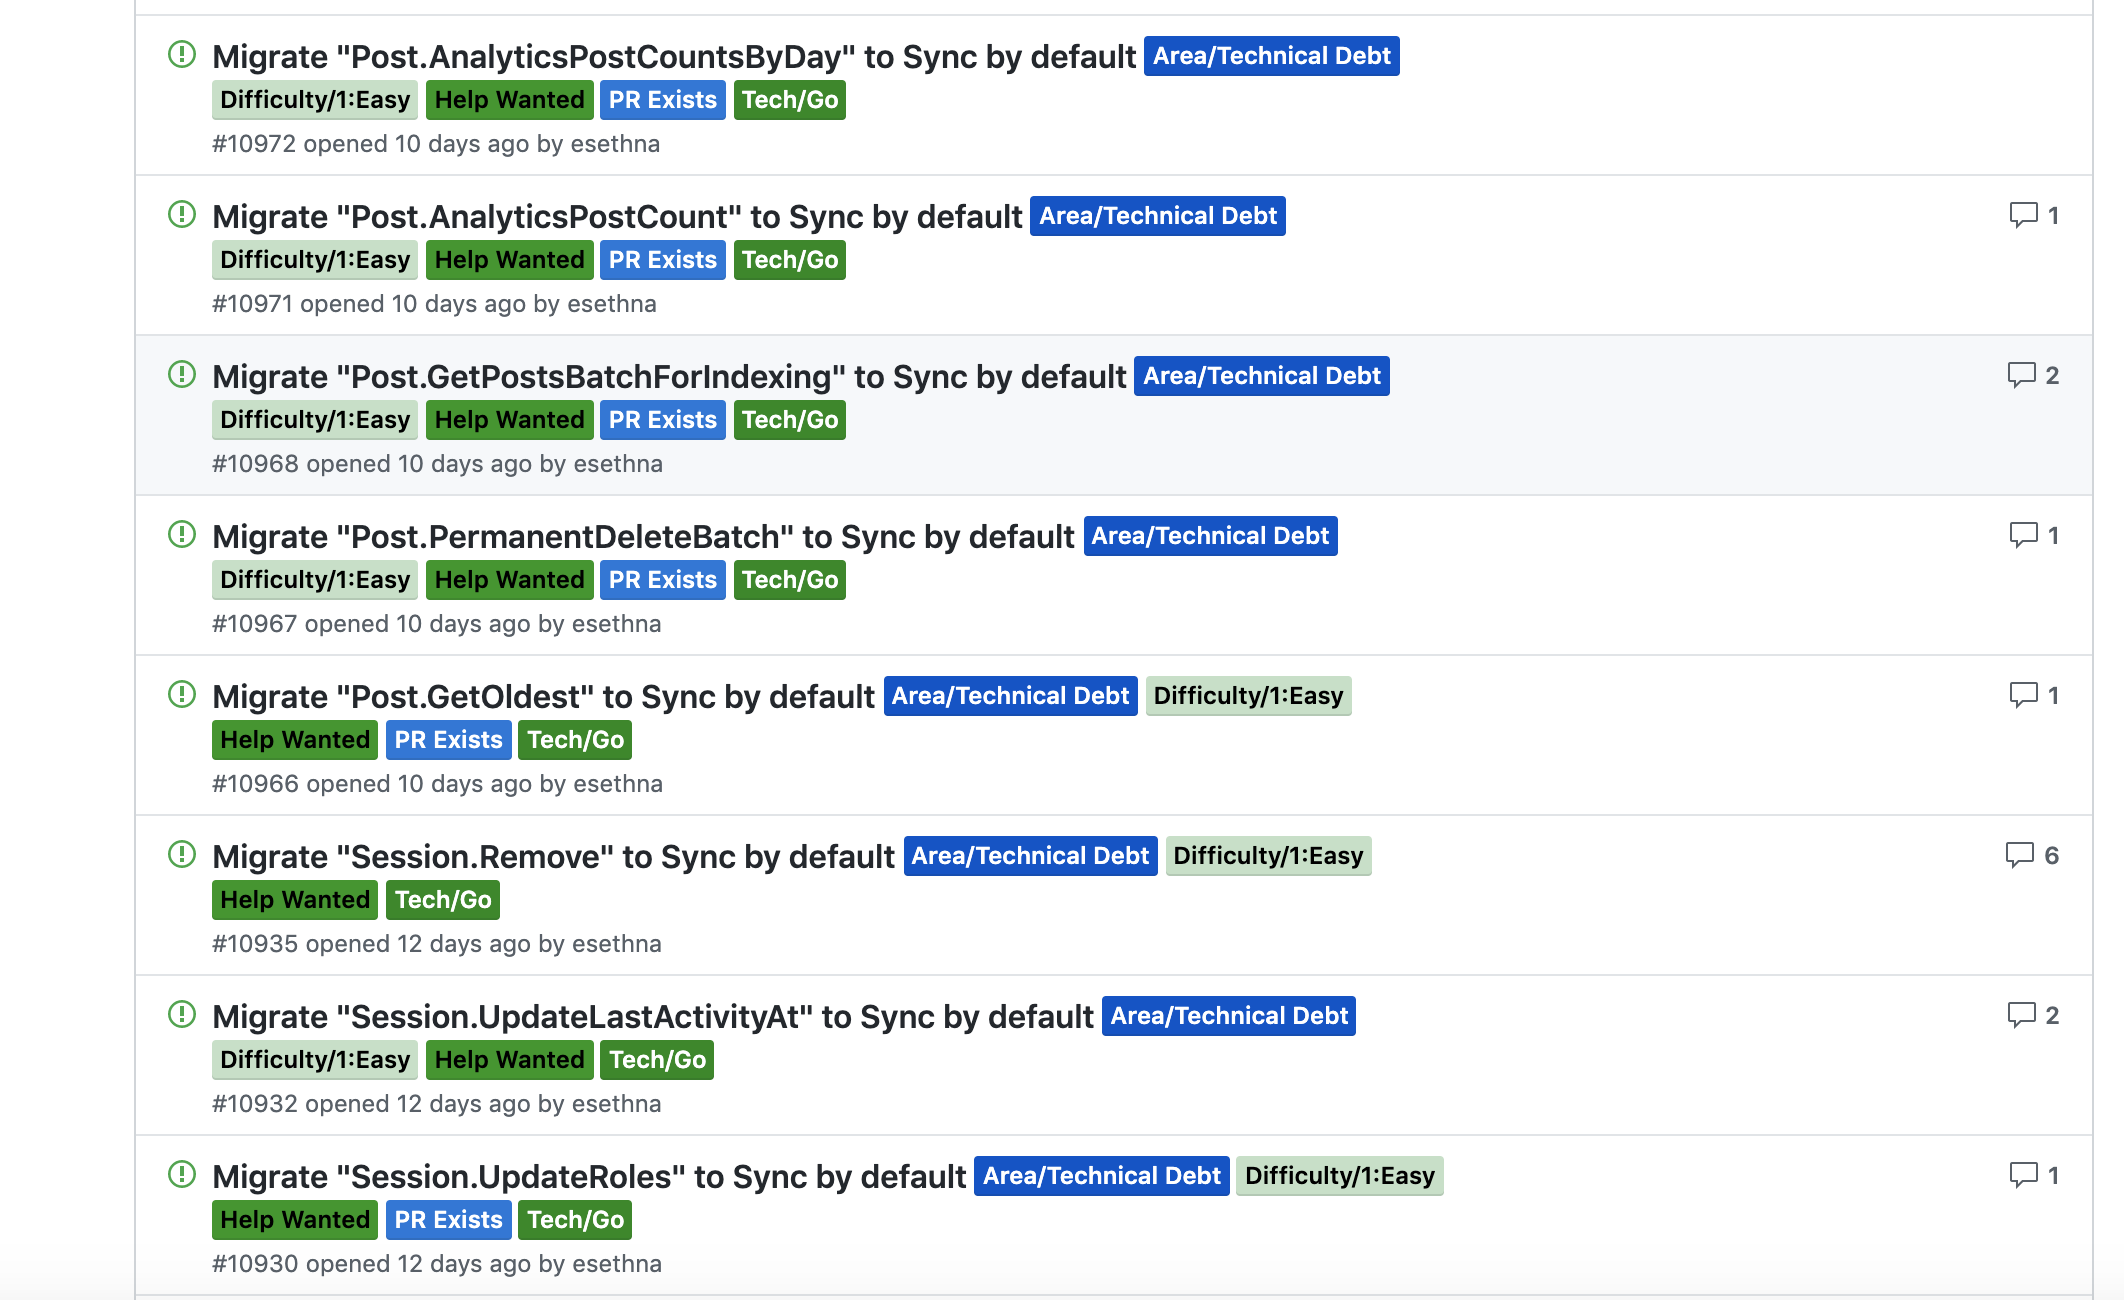 Migrate "Post.AnalyticsPostCountsByDay" to Sync by default Area/Technical Debt
Difficulty/1:Easy Help Wanted PR Exists Tech/Go
#10972 opened 10 days ago by esethna
Migrate "Post.AnalyticsPostCount" to Sync by default Area/Technical Debt 1
Difficulty/1:Easy Help Wanted PR Exists Tech/Go
#10971 opened 10 days ago by esethna
Migrate "Post.GetPostsBatchForIndexing" to Sync by default Area/Technical Debt 2
Difficulty/1:Easy Help Wanted PR Exists Tech/Go
#10968 opened 10 days ago by esethna
Migrate "Post.PermanentDeleteBatch" to Sync by default Area/Technical Debt 1
Difficulty/1:Easy Help Wanted PR Exists Tech/Go
#10967 opened 10 days ago by esethna
Migrate "Post.GetOldest" to Sync by default Area/Technical Debt Difficulty/1:Easy 1
Help Wanted PR Exists Tech/Go
#10966 opened 10 days ago by esethna
Migrate "Session.Remove" to Sync by default Area/Technical Debt Difficulty/1:Easy 6
Help Wanted Tech/Go
#10935 opened 12 days ago by esethna
Migrate "Session.UpdateLastActivityAt" to Sync by default Area/Technical Debt 2
Difficulty/1:Easy Help Wanted Tech/Go
#10932 opened 12 days ago by esethna
Migrate "Session.UpdateRoles" to Sync by default Area/Technical Debt Difficulty/1:Easy 1
Help Wanted PR Exists Tech/Go
#10930 opened 12 days ago by esethna